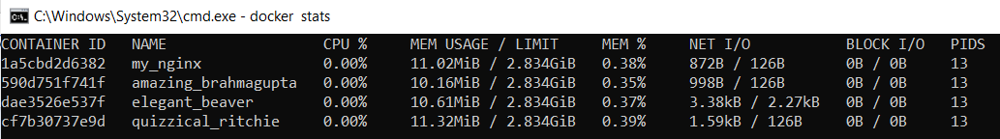 C:\Windows\System32\cmd.exe - docker stats
CONTAINER ID NAME CPU % MEM USAGE / LIMIT MEM % NET I/O BLOCK I/O PIDS
1a5cbd2d6382 my_nginx 0.00% 11.02MiB / 2.834GiB 0.38% 872B / 126B 0B / 0B 13
590d751f741f amazing_brahmagupta 0.00% 10.16MiB / 2.834GiB 0.35% 998B / 126B 0B / 0B 13
dae3526e537f elegant_beaver 0.00% 10.61MiB / 2.834GiB 0.37% 3.38kB / 2.27kB 0B / 0B 13
cf7b30737e9d quizzical_ritchie 0.00% 11.32MiB / 2.834GiB 0.39% 1.59kB / 126B 0B / 0B 13